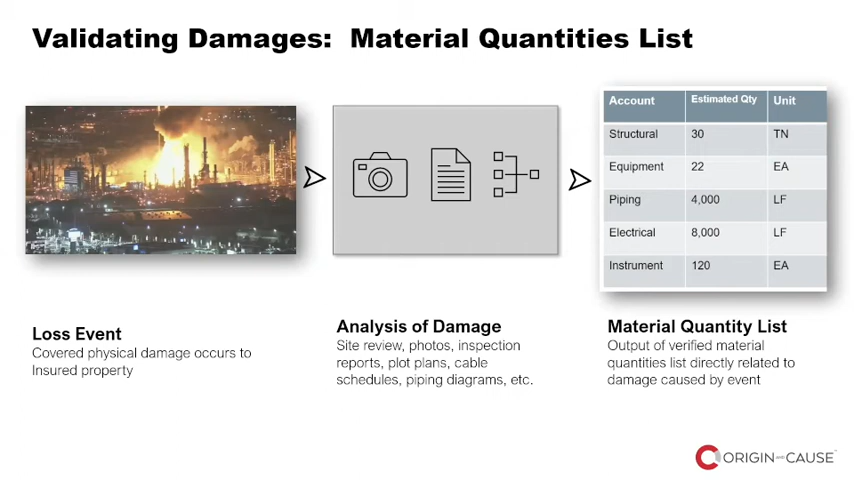 Validating Damages:  Material Quantities List
Account Estimated Qty Unit
Structural 30 TN
Equipment 22 EA
Piping 4,000 LF
Electrical 8,000 LF
Instrument 120 EA
Loss Event
Covered physical damage occurs to
Insured property
Analysis of Damage
Site review, photos, inspection
reports, plot plans, cable
schedules, piping diagrams, etc.
Material Quantity List
Output of verified material
quantities list directly related to
damage caused by event
ORIGIN AND CAUSE